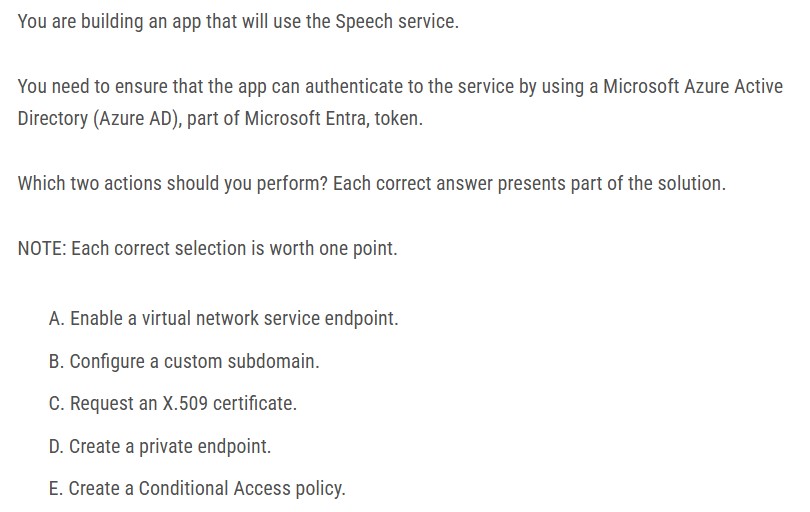 You are building an app that will use the Speech service.
You need to ensure that the app can authenticate to the service by using a Microsoft Azure Active
Directory (Azure AD), part of Microsoft Entra, token.
Which two actions should you perform? Each correct answer presents part of the solution.
NOTE: Each correct selection is worth one point.
A. Enable a virtual network service endpoint.
B. Configure a custom subdomain.
C. Request an X.509 certificate.
D. Create a private endpoint.
E. Create a Conditional Access policy.